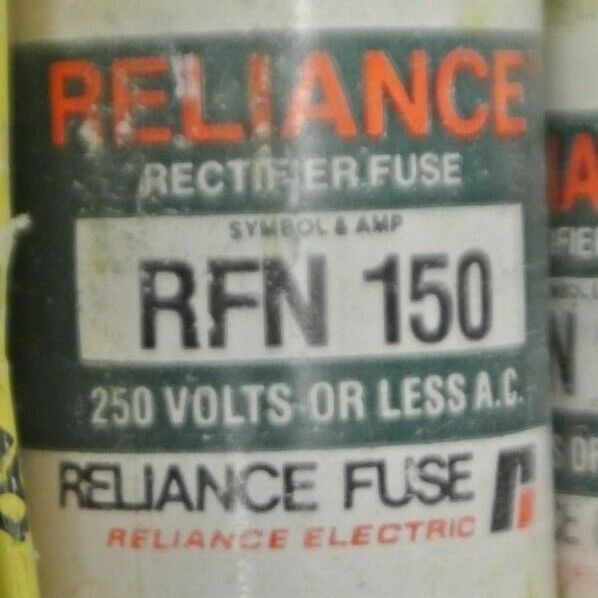 RELIANCE
RECTIFIER FUSE
SYMBOL & AMP
RFN 150
250 VOLTS OR LESS A.C.
RELIANCE FUSE
RELIANCE ELECTRIC